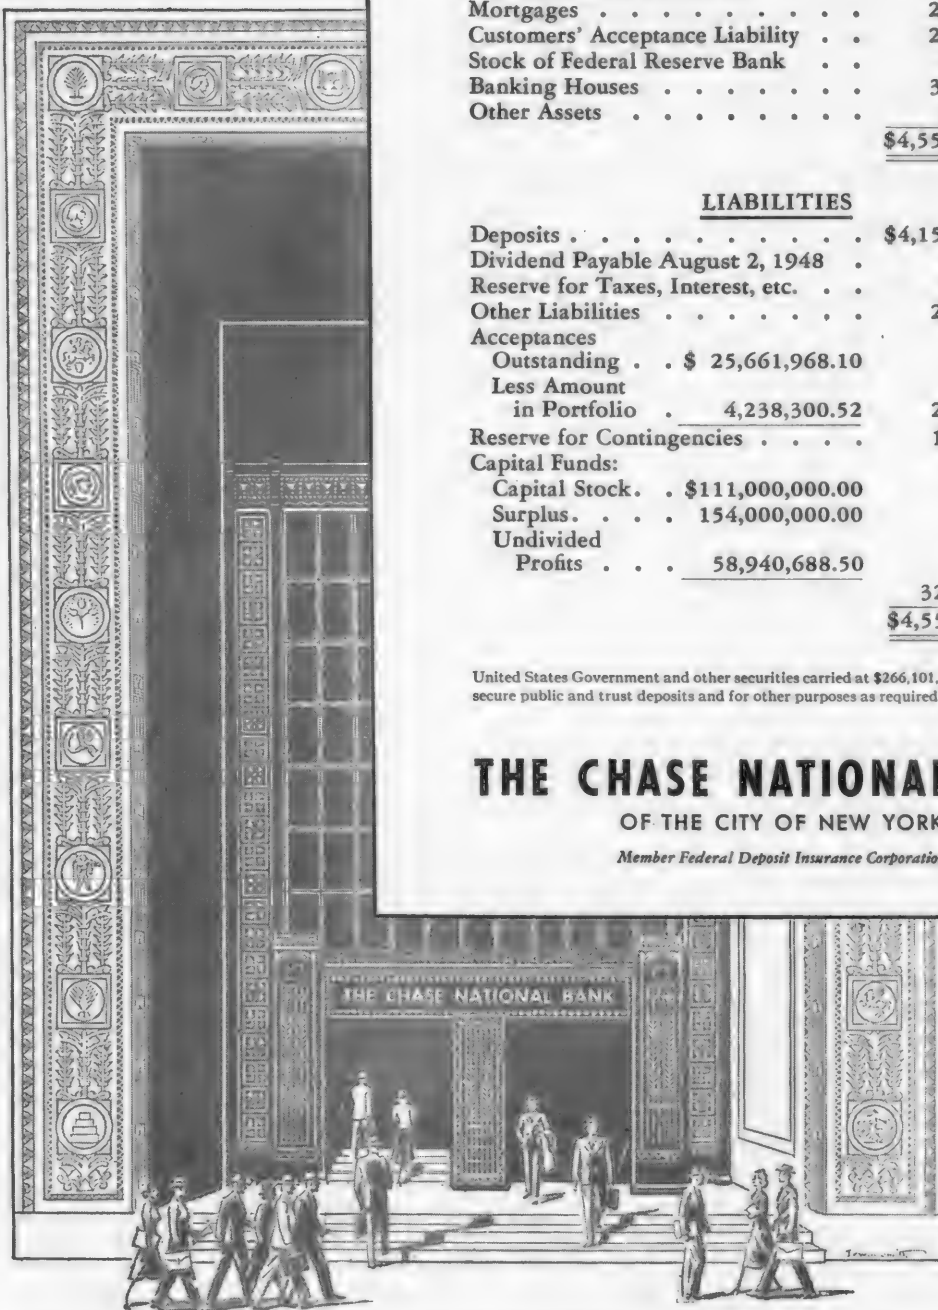 Mortgages . . . . . . . . . . 2
Customers' Acceptance Liability . . 2
Stock of Federal Reserve Bank . .
Banking Houses . . . . . . . 3
Other Assets . . . . . . . .
$4,55
LIABILITIES
Deposits . . . . . . . . . . . $4,15
Dividend Payable August 2, 1948 .
Reserve for Taxes, Interest, etc. . .
Other Liabilities . . . . . . . 2
Acceptances
Outstanding . . $ 25,661,968.10
Less Amount
in Portfolio . 4,238,300.52 2
Reserve for Contingencies . . . . 1
Capital Funds:
Capital Stock. . $111,000,000.00
Surplus. . . . 154,000,000.00
Undivided
Profits . . . 58,940,688.50
32
$4,55
United States Government and other securities carried at $266,101,
secure public and trust deposits and for other purposes as required
THE CHASE NATIONAL
OF THE CITY OF NEW YORK
Member Federal Deposit Insurance Corporatio
THE CHASE NATIONAL BANK